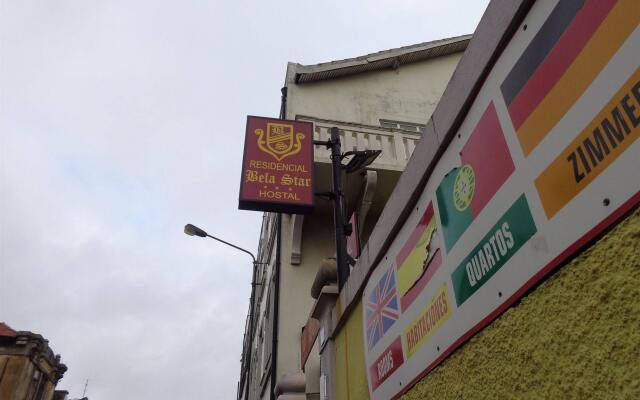 RESIDENCIAL
Bela Star
HOSTAL
ROOMS
HABITACIONES
QUARTOS
ZIMMER